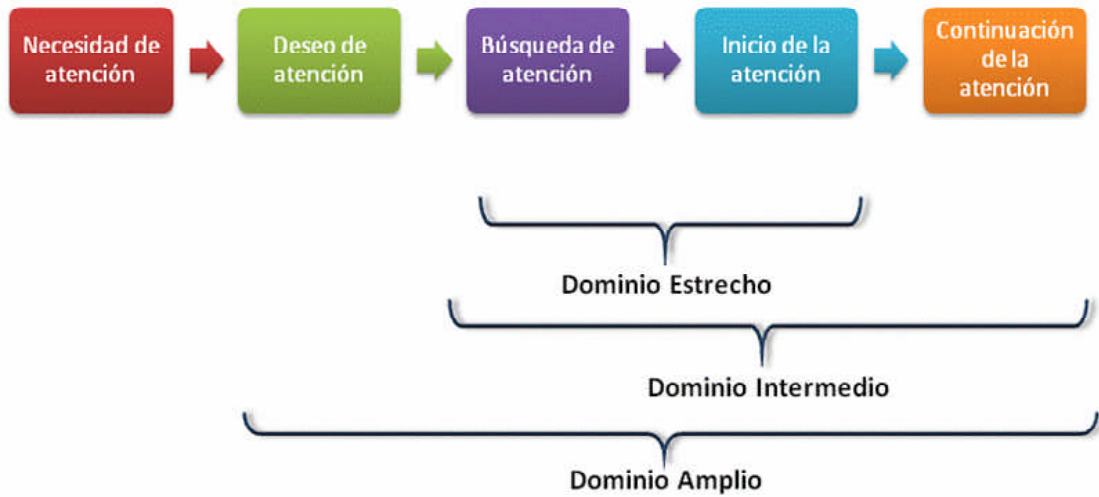 Necesidad de
atención
Deseo de
atención
Búsqueda de
atención
Inicio de la
atención
Continuación
de la
atención
Dominio Estrecho
Dominio Intermedio
Dominio Amplio